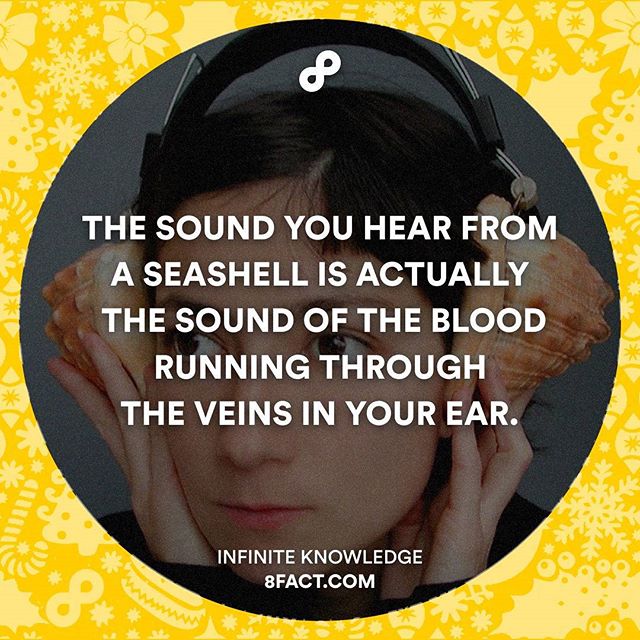 THE SOUND YOU HEAR FROM
A SEASHELL IS ACTUALLY
THE SOUND OF THE BLOOD
RUNNING THROUGH
THE VEINS IN YOUR EAR.
INFINITE KNOWLEDGE
8FACT.COM